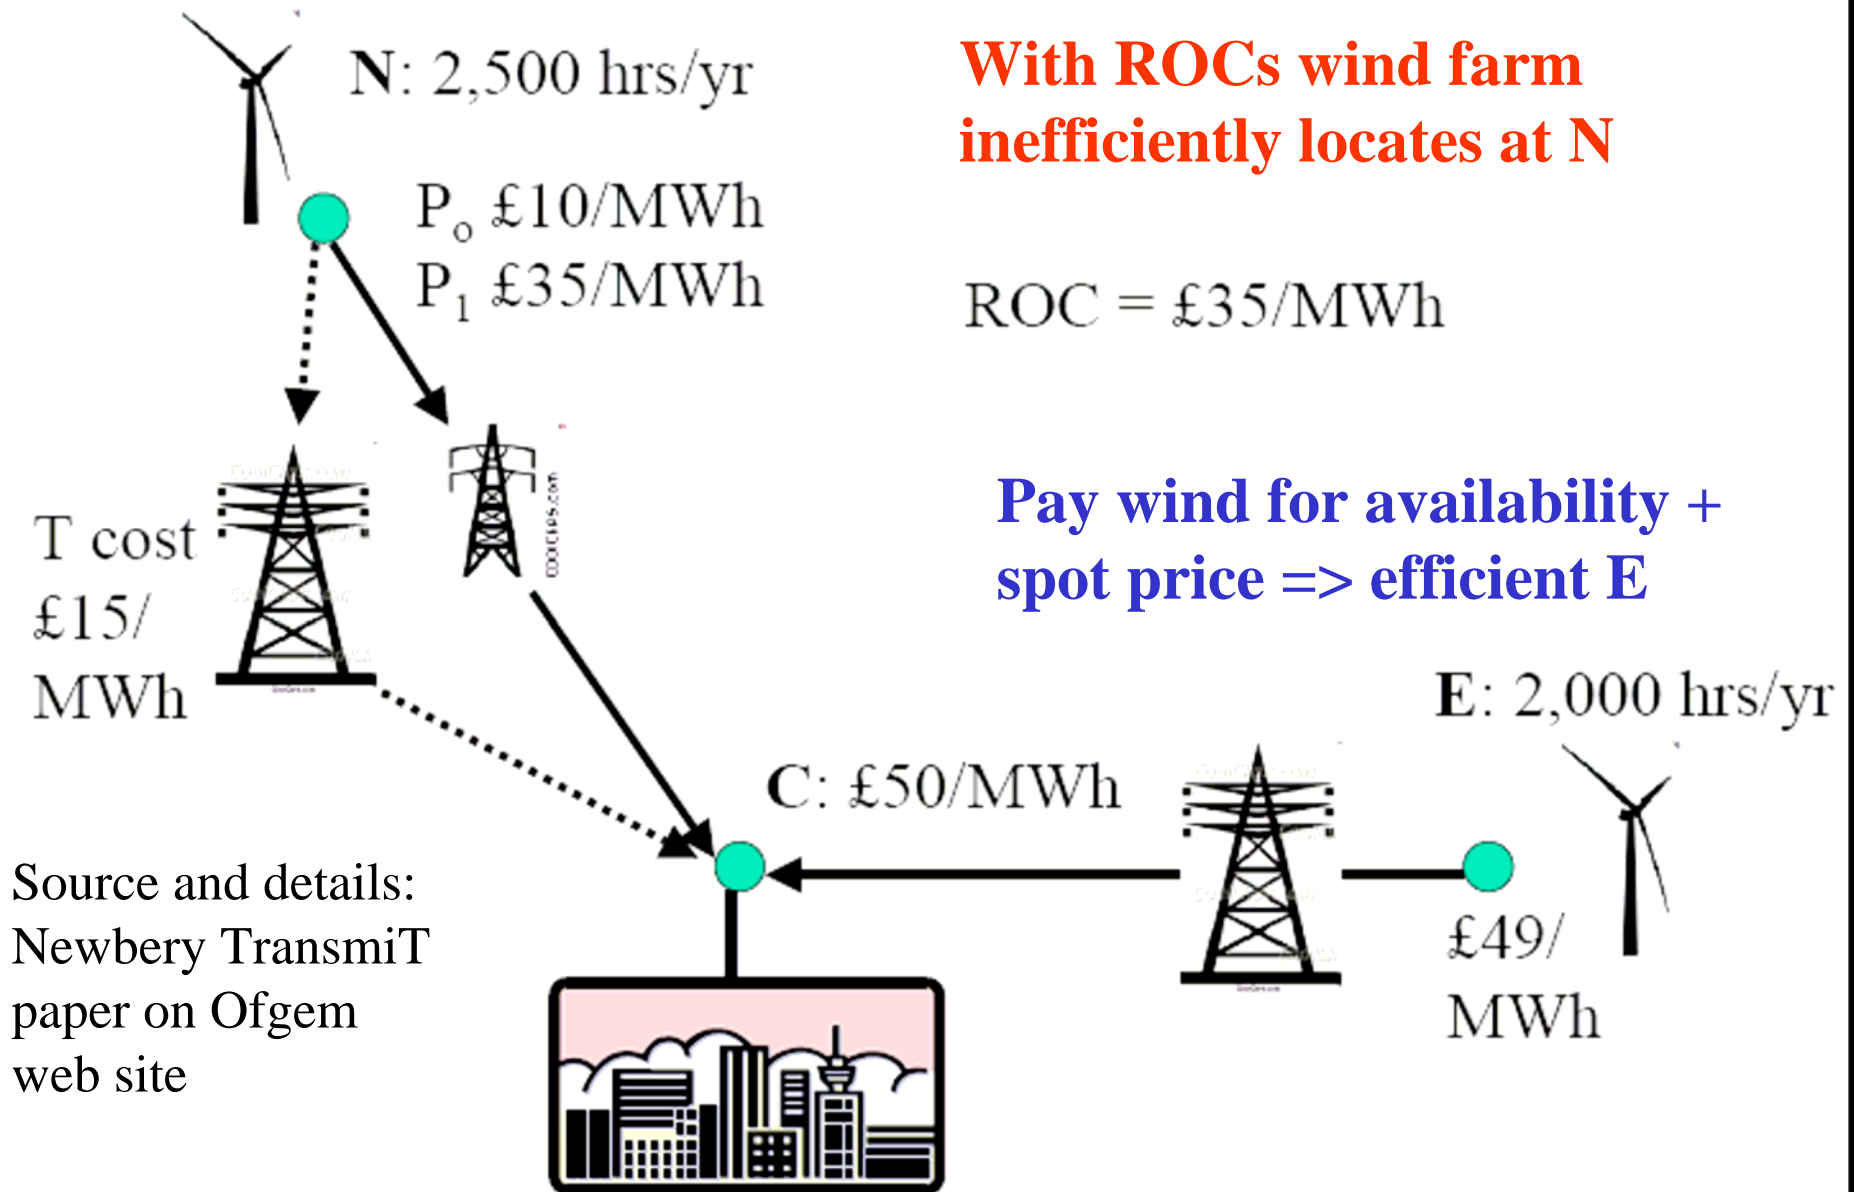 N: 2,500 hrs/yr
With ROCs wind farm
inefficiently locates at N
P₀ £10/MWh
P₁ £35/MWh
ROC = £35/MWh
T cost
£15/
MWh
Pay wind for availability +
spot price => efficient E
E: 2,000 hrs/yr
C: £50/MWh
£49/
MWh
Source and details:
Newbery TransmiT
paper on Ofgem
web site